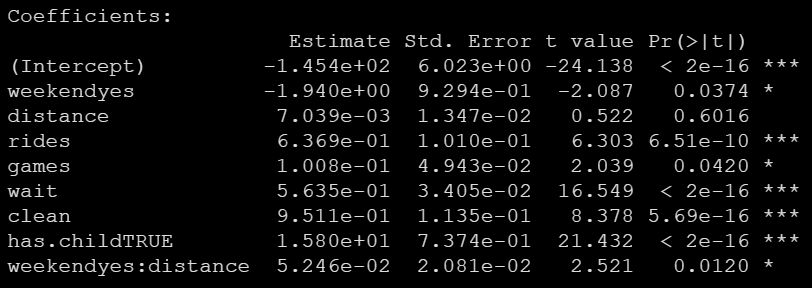 Coefficients:
Estimate Std. Error t value Pr(>|t|)
(Intercept) -1.454e+02 6.023e+00 -24.138 < 2e-16 ***
weekendyes -1.940e+00 9.294e-01 -2.087 0.0374 *
distance 7.039e-03 1.347e-02 0.522 0.6016
rides 6.369e-01 1.010e-01 6.303 6.51e-10 ***
games 1.008e-01 4.943e-02 2.039 0.0420 *
wait 5.635e-01 3.405e-02 16.549 < 2e-16 ***
clean 9.511e-01 1.135e-01 8.378 5.69e-16 ***
has.childTRUE 1.580e+01 7.374e-01 21.432 < 2e-16 ***
weekendyes:distance 5.246e-02 2.081e-02 2.521 0.0120 *